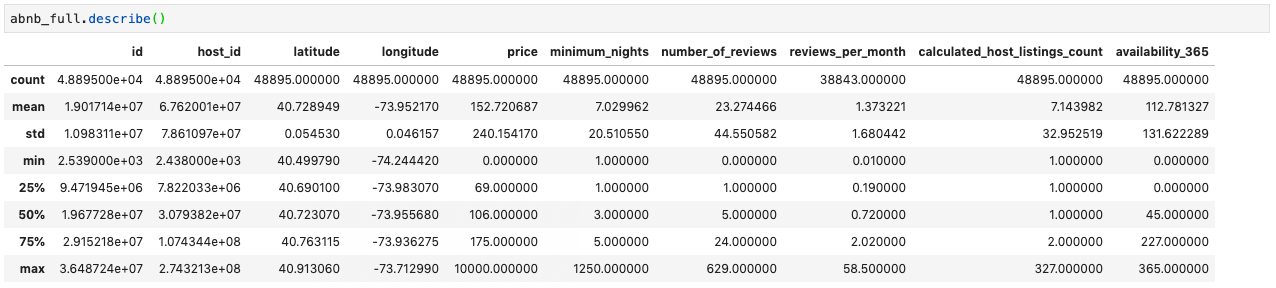 abnb_full.describe()
id host_id latitude longitude price minimum_nights number_of_reviews reviews_per_month calculated_host_listings_count availability_365
count 4.889500e+04 4.889500e+04 48895.000000 48895.000000 48895.000000 48895.000000 48895.000000 38843.000000 48895.000000 48895.000000
mean 1.901714e+07 6.762001e+07 40.728949 -73.952170 152.720687 7.029962 23.274466 1.373221 7.143982 112.781327
std 1.098311e+07 7.861097e+07 0.054530 0.046157 240.154170 20.510550 44.550582 1.680442 32.952519 131.622289
min 2.539000e+03 2.438000e+03 40.499790 -74.244420 0.000000 1.000000 0.000000 0.010000 1.000000 0.000000
25% 9.471945e+06 7.822033e+06 40.690100 -73.983070 69.000000 1.000000 1.000000 0.190000 1.000000 0.000000
50% 1.967728e+07 3.079382e+07 40.723070 -73.955680 106.000000 3.000000 5.000000 0.720000 1.000000 45.000000
75% 2.915218e+07 1.074344e+08 40.763115 -73.936275 175.000000 5.000000 24.000000 2.020000 2.000000 227.000000
max 3.648724e+07 2.743213e+08 40.913060 -73.712990 10000.000000 1250.000000 629.000000 58.500000 327.000000 365.000000